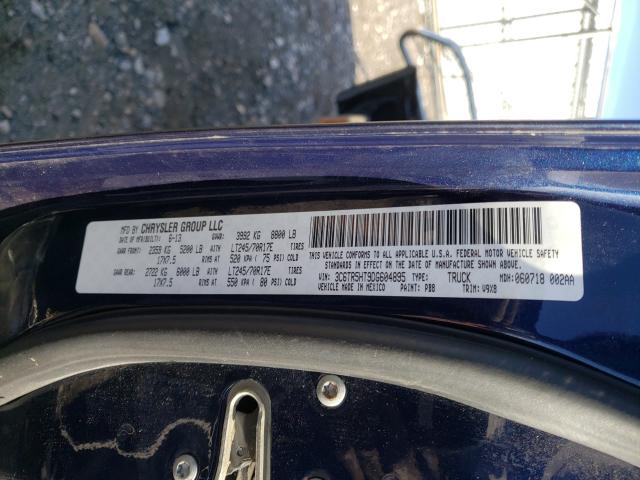 MFD BY CHRYSLER GROUP LLC
DATE OF MFR(BUILT): 6-13 GVWR: 3992 KG 8800 LB
GAWR FRONT: 2359 KG 5200 LB WITH LT245/70R17E TIRES
17X7.5 RIMS AT 520 KPA ( 75 PSI) COLD
GAWR REAR: 2722 KG 6000 LB WITH LT245/70R17E TIRES
17X7.5 RIMS AT 550 KPA ( 80 PSI) COLD
THIS VEHICLE CONFORMS TO ALL APPLICABLE U.S.A. FEDERAL MOTOR VEHICLE SAFETY
STANDARDS IN EFFECT ON THE DATE OF MANUFACTURE SHOWN ABOVE.
VIN: 3C6TR5HT9DG604895 TYPE: TRUCK MDH: 060718 002AA
VEHICLE MADE IN MEXICO PAINT: PBB TRIM: V9X8